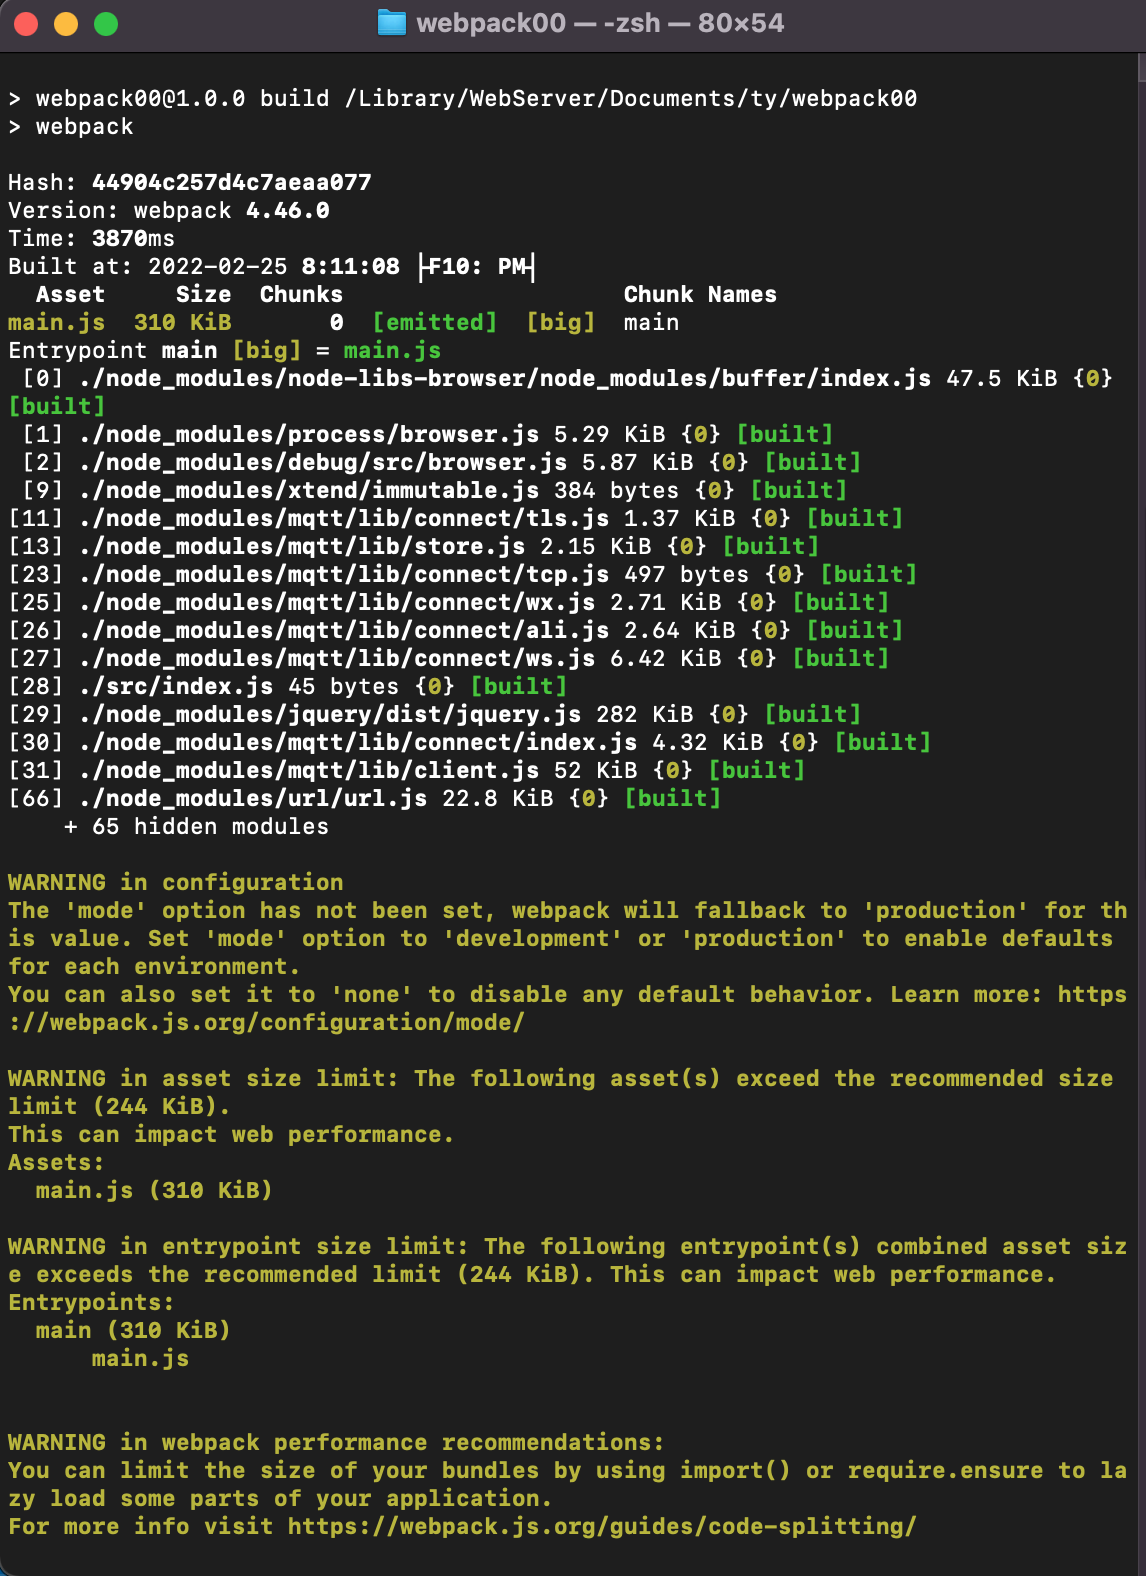 webpack00 — -zsh — 80×54
> webpack00@1.0.0 build /Library/WebServer/Documents/ty/webpack00
> webpack
Hash: 44904c257d4c7aeaa077
Version: webpack 4.46.0
Time: 3870ms
Built at: 2022-02-25 8:11:08 ├F10: PM┤
Asset Size Chunks Chunk Names
main.js 310 KiB 0 [emitted] [big] main
Entrypoint main [big] = main.js
[0] ./node_modules/node-libs-browser/node_modules/buffer/index.js 47.5 KiB {0}
[built]
[1] ./node_modules/process/browser.js 5.29 KiB {0} [built]
[2] ./node_modules/debug/src/browser.js 5.87 KiB {0} [built]
[9] ./node_modules/xtend/immutable.js 384 bytes {0} [built]
[11] ./node_modules/mqtt/lib/connect/tls.js 1.37 KiB {0} [built]
[13] ./node_modules/mqtt/lib/store.js 2.15 KiB {0} [built]
[23] ./node_modules/mqtt/lib/connect/tcp.js 497 bytes {0} [built]
[25] ./node_modules/mqtt/lib/connect/wx.js 2.71 KiB {0} [built]
[26] ./node_modules/mqtt/lib/connect/ali.js 2.64 KiB {0} [built]
[27] ./node_modules/mqtt/lib/connect/ws.js 6.42 KiB {0} [built]
[28] ./src/index.js 45 bytes {0} [built]
[29] ./node_modules/jquery/dist/jquery.js 282 KiB {0} [built]
[30] ./node_modules/mqtt/lib/connect/index.js 4.32 KiB {0} [built]
[31] ./node_modules/mqtt/lib/client.js 52 KiB {0} [built]
[66] ./node_modules/url/url.js 22.8 KiB {0} [built]
+ 65 hidden modules
WARNING in configuration
The 'mode' option has not been set, webpack will fallback to 'production' for th
is value. Set 'mode' option to 'development' or 'production' to enable defaults
for each environment.
You can also set it to 'none' to disable any default behavior. Learn more: https
://webpack.js.org/configuration/mode/
WARNING in asset size limit: The following asset(s) exceed the recommended size
limit (244 KiB).
This can impact web performance.
Assets:
main.js (310 KiB)
WARNING in entrypoint size limit: The following entrypoint(s) combined asset siz
e exceeds the recommended limit (244 KiB). This can impact web performance.
Entrypoints:
main (310 KiB)
main.js
WARNING in webpack performance recommendations:
You can limit the size of your bundles by using import() or require.ensure to la
zy load some parts of your application.
For more info visit https://webpack.js.org/guides/code-splitting/